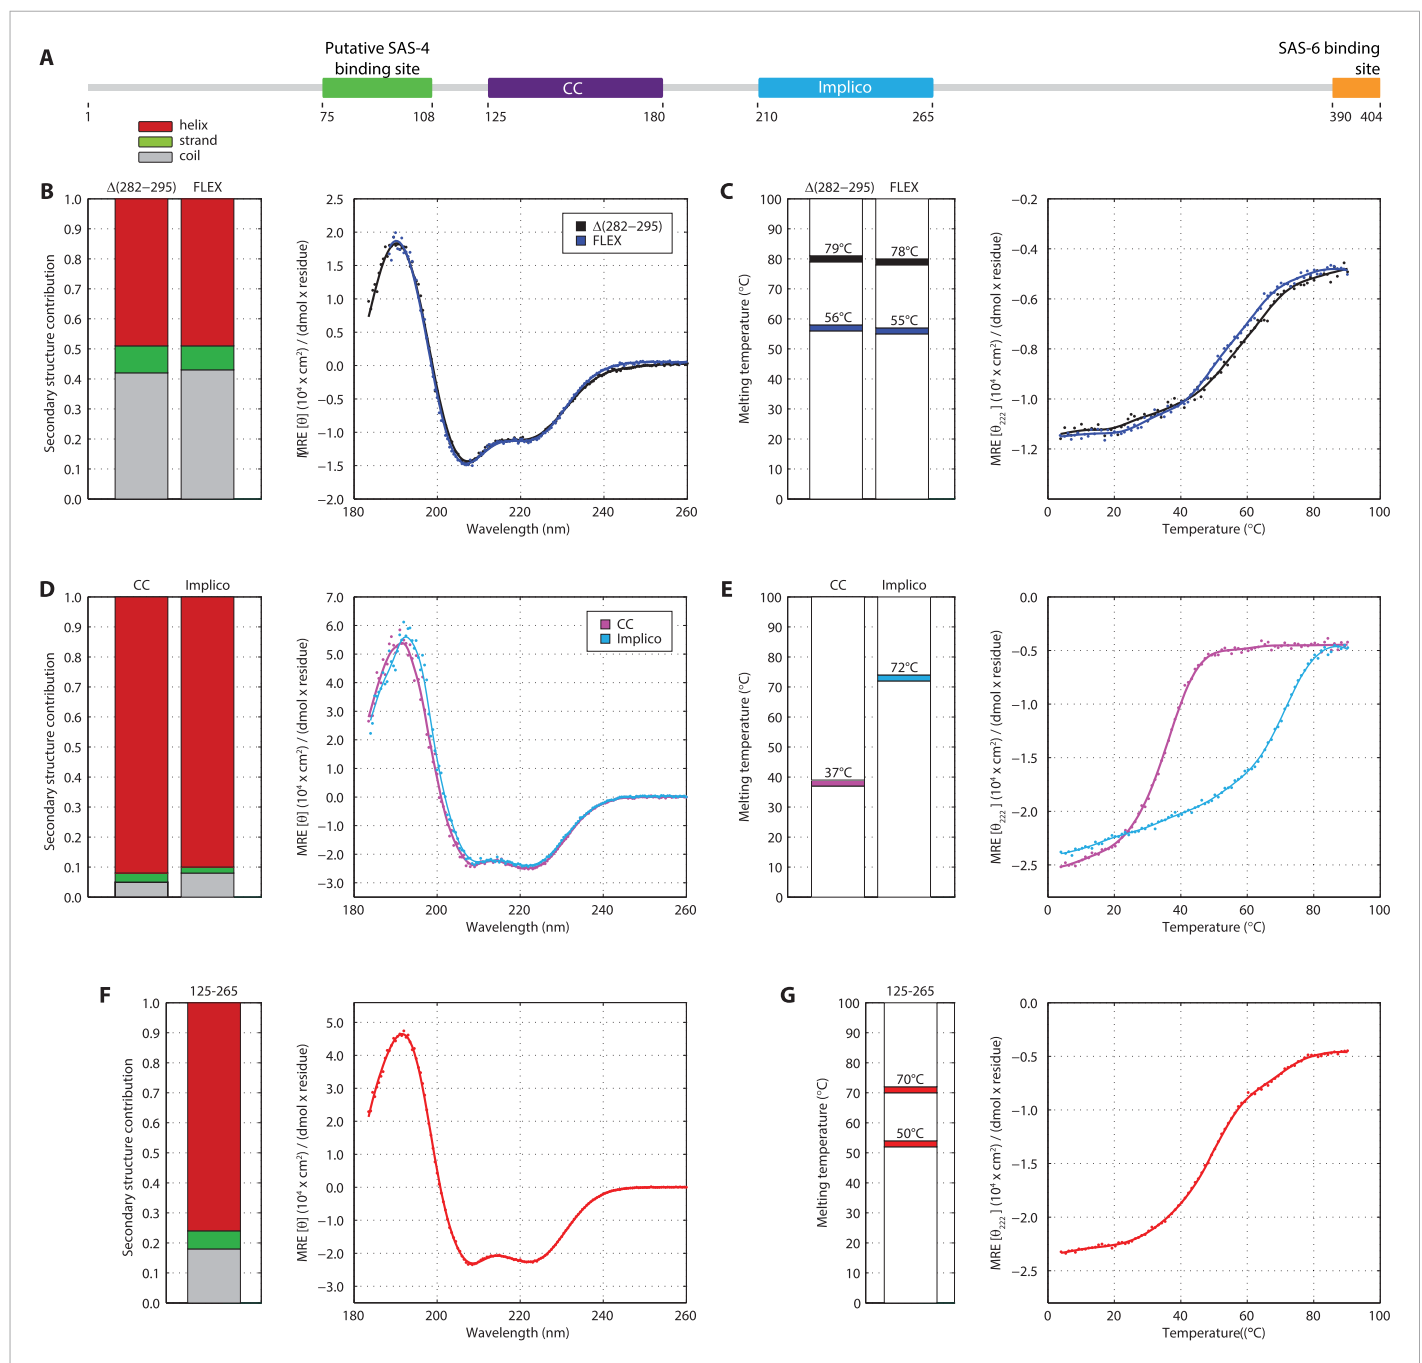 A
Putative SAS-4
binding site
CC
Implico
SAS-6 binding
site
1
75
108
125
180
210
265
390
404
helix
strand
coil
B
Δ(282−295)
FLEX
Secondary structure contribution
1.0
0.9
0.8
0.7
0.6
0.5
0.4
0.3
0.2
0.1
0.0
MRE [θ] (10⁴ x cm²) / (dmol x residue)
2.5
2.0
1.0
0.5
0.0
−0.5
−1.0
−1.5
−2.0
180
200
220
240
260
Wavelength (nm)
Δ(282−295)
FLEX
C
Δ(282−295)
FLEX
Melting temperature (°C)
100
90
80
70
60
50
40
30
20
10
0
79°C
78°C
56°C
55°C
MRE [θ₂₂₂ ] (10⁴ x cm²) / (dmol x residue)
−0.2
−0.4
−0.6
−0.8
−1.0
−1.2
0
20
40
60
80
100
Temperature (°C)
D
CC
Implico
Secondary structure contribution
1.0
0.9
0.8
0.7
0.6
0.5
0.4
0.3
0.2
0.1
0.0
MRE [θ] (10⁴ x cm²) / (dmol x residue)
7.0
6.0
5.0
4.0
3.0
2.0
1.0
0.0
−1.0
−2.0
−3.0
180
200
220
240
260
Wavelength (nm)
CC
Implico
E
CC
Implico
Melting temperature (°C)
100
90
80
70
60
50
40
30
20
10
0
72°C
37°C
MRE [θ₂₂₂ ] (10⁴ x cm²) / (dmol x residue)
0.0
−0.5
−1.0
−1.5
−2.0
−2.5
0
20
40
60
80
100
Temperature (°C)
F
125-265
Secondary structure contribution
1.0
0.9
0.8
0.7
0.6
0.5
0.4
0.3
0.2
0.1
0.0
MRE [θ] (10⁴ x cm²) / (dmol x residue)
5.0
4.0
3.0
2.0
1.0
0.0
−1.0
−2.0
−3.0
180
200
220
240
260
Wavelength (nm)
G
125-265
Melting temperature (°C)
100
90
80
70
60
50
40
30
20
10
0
70°C
50°C
MRE [θ₂₂₂ ] (10⁴ x cm²) / (dmol x residue)
0.0
−0.5
−1.0
−1.5
−2.0
−2.5
0
20
40
60
80
100
Temperature((°C)